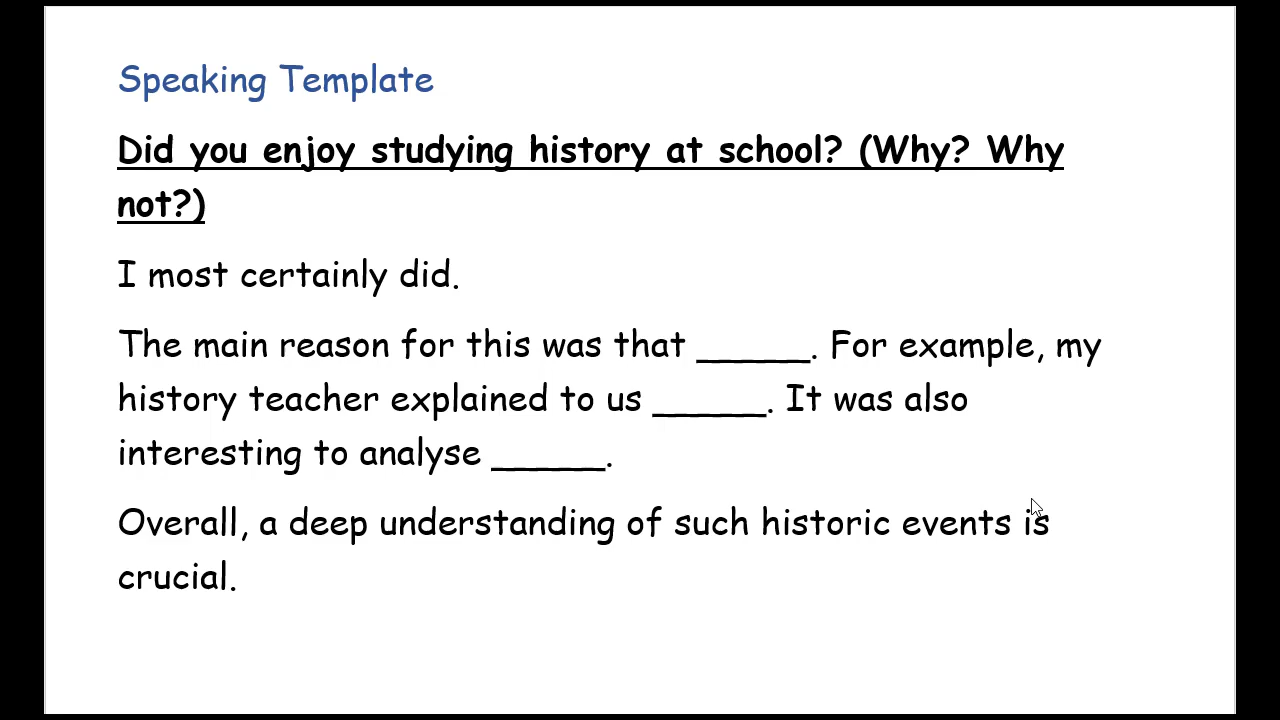 Speaking Template
Did you enjoy studying history at school? (Why? Why
not?)
I most certainly did.
The main reason for this was that _____. For example, my
history teacher explained to us _____. It was also
interesting to analyse _____.
Overall, a deep understanding of such historic events is
crucial.